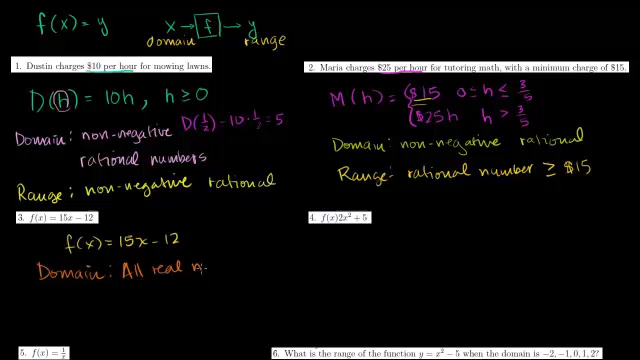 f(x) = y
x → f → y
domain range
1. Dustin charges $10 per hour for mowing lawns.
D(h) = 10h, h ≥ 0
Domain: non-negative D(1/2) - 10·1/2 = 5
rational numbers
Range: non-negative rational
2. Maria charges $25 per hour for tutoring math, with a minimum charge of $15.
M(h) = { $15 0 ≤ h ≤ 3/5
{ $25h h > 3/5
Domain: non-negative rational
Range: rational number ≥ $15
3. f(x) = 15x − 12
f(x) = 15x − 12
Domain: All real
4. f(x)2x² + 5
5. f(x) =
6. What is the range of the function y = x² − 5 when the domain is −2, −1, 0, 1, 2?